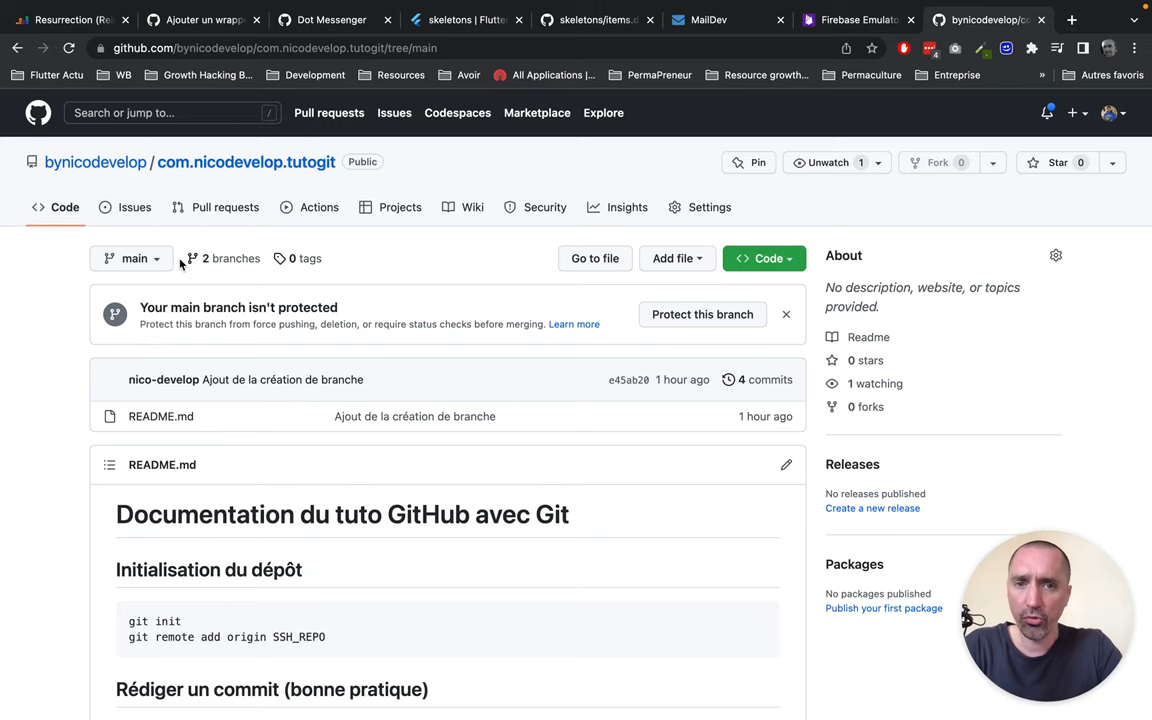 Resurrection (Re
Ajouter un wrapp
Dot Messenger
skeletons | Flutte
skeletons/items.d
MailDev
Firebase Emulato
bynicodevelop/co
github.com/bynicodevelop/com.nicodevelop.tutogit/tree/main
4
Flutter Actu
WB
Growth Hacking B...
Development
Resources
Avoir
All Applications |...
PermaPreneur
Resource growth...
Permaculture
Entreprise
»
Autres favoris
Search or jump to...
/
Pull requests
Issues
Codespaces
Marketplace
Explore
bynicodevelop / com.nicodevelop.tutogit
Public
Pin
Unwatch 1
Fork 0
Star 0
Code
Issues
Pull requests
Actions
Projects
Wiki
Security
Insights
Settings
main
2 branches
0 tags
Go to file
Add file
Code
About
No description, website, or topics
provided.
Your main branch isn't protected
Protect this branch from force pushing, deletion, or require status checks before merging. Learn more
Protect this branch
Readme
0 stars
1 watching
0 forks
nico-develop Ajout de la création de branche
e45ab20 1 hour ago
4 commits
README.md
Ajout de la création de branche
1 hour ago
README.md
Releases
No releases published
Create a new release
Documentation du tuto GitHub avec Git
Initialisation du dépôt
Packages
No packages published
Publish your first package
git init
git remote add origin SSH_REPO
Rédiger un commit (bonne pratique)